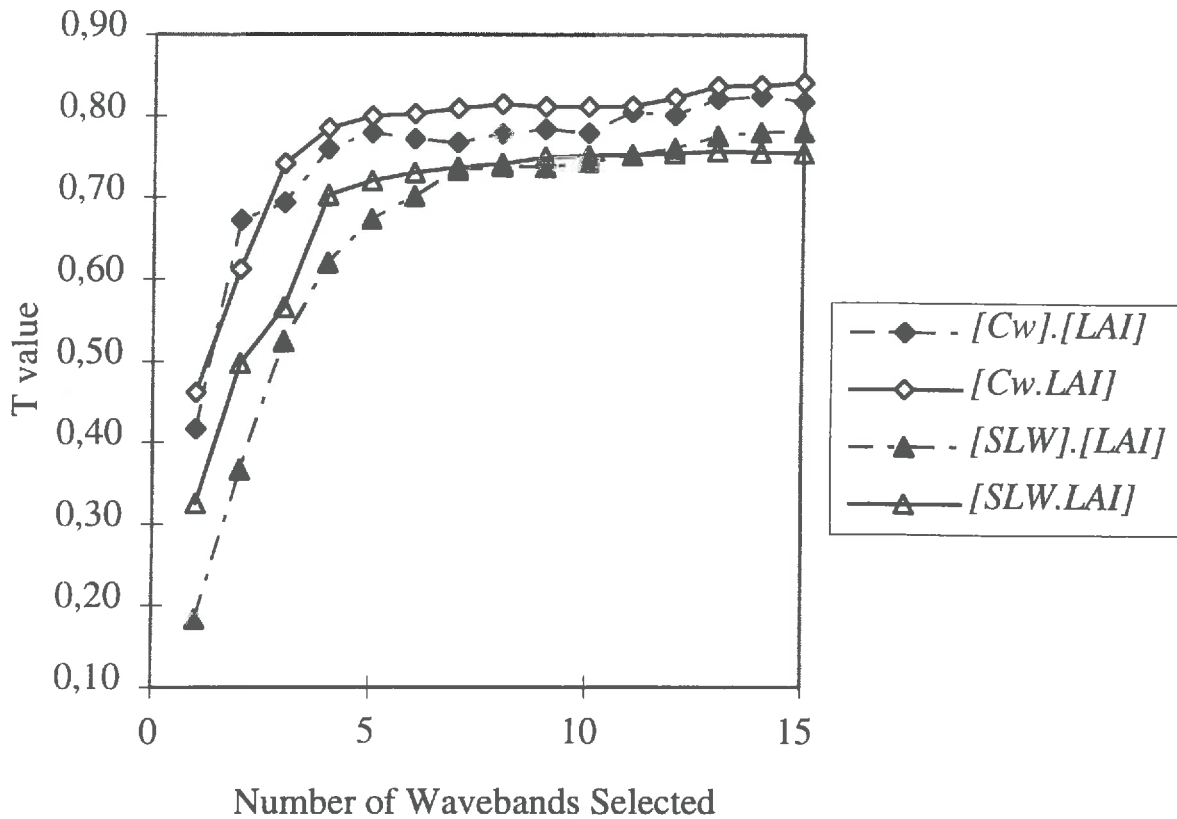 0,90
0,80
0,70
0,60
0,50
0,40
0,30
0,20
0,10
T value
0
5
10
15
Number of Wavebands Selected
[Cw].[LAI]
[Cw.LAI]
[SLW].[LAI]
[SLW.LAI]